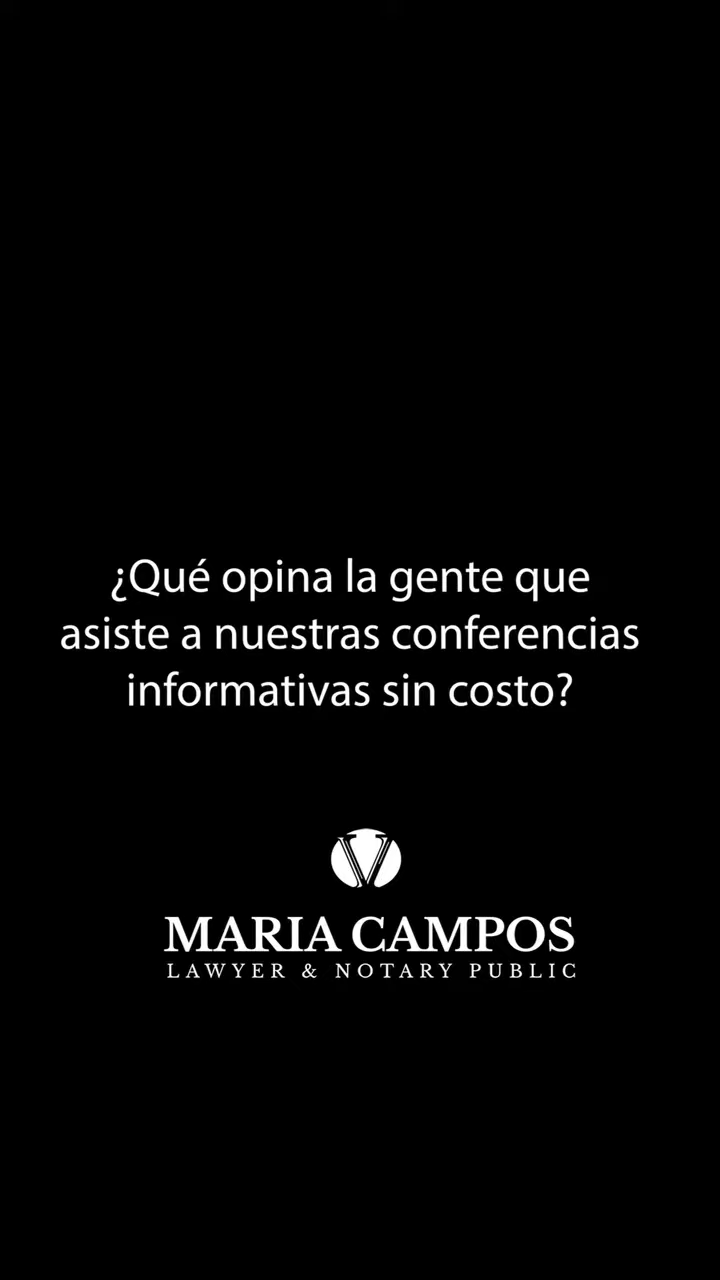 ¿Qué opina la gente que
asiste a nuestras conferencias
informativas sin costo?
V
MARIA CAMPOS
LAWYER & NOTARY PUBLIC